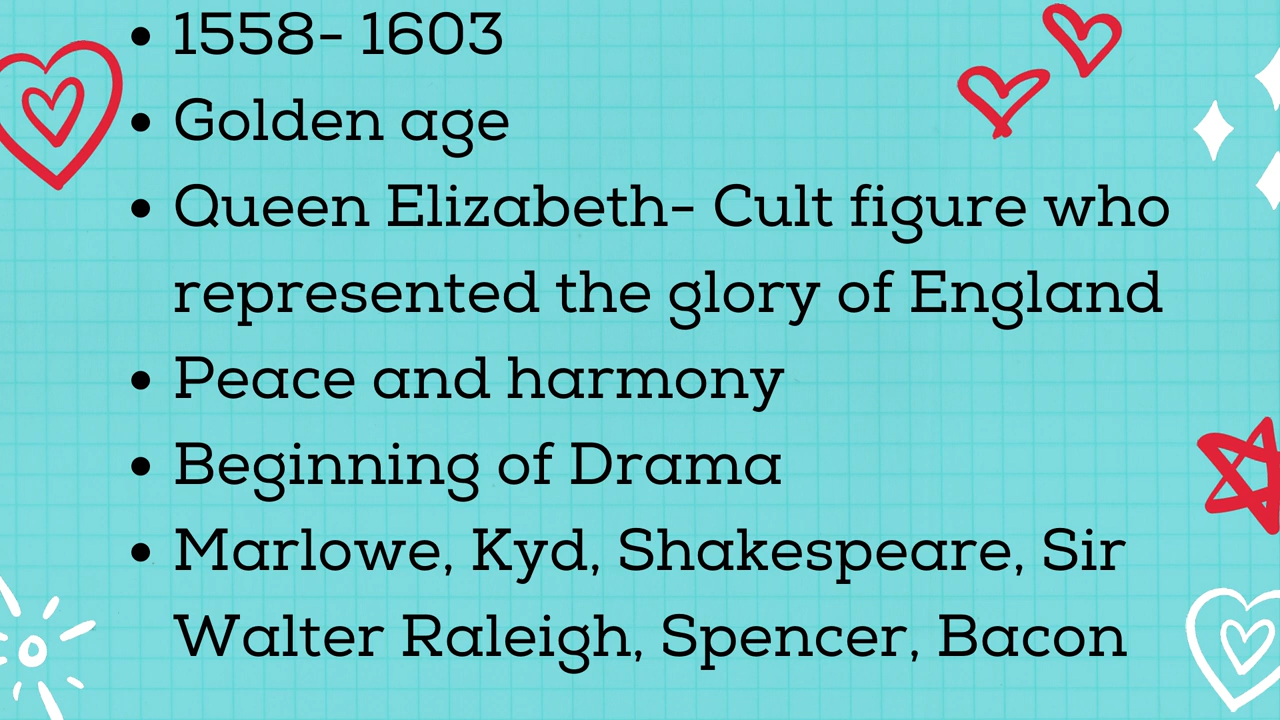 • 1558- 1603
• Golden age
• Queen Elizabeth- Cult figure who
represented the glory of England
• Peace and harmony
• Beginning of Drama
• Marlowe, Kyd, Shakespeare, Sir
Walter Raleigh, Spencer, Bacon